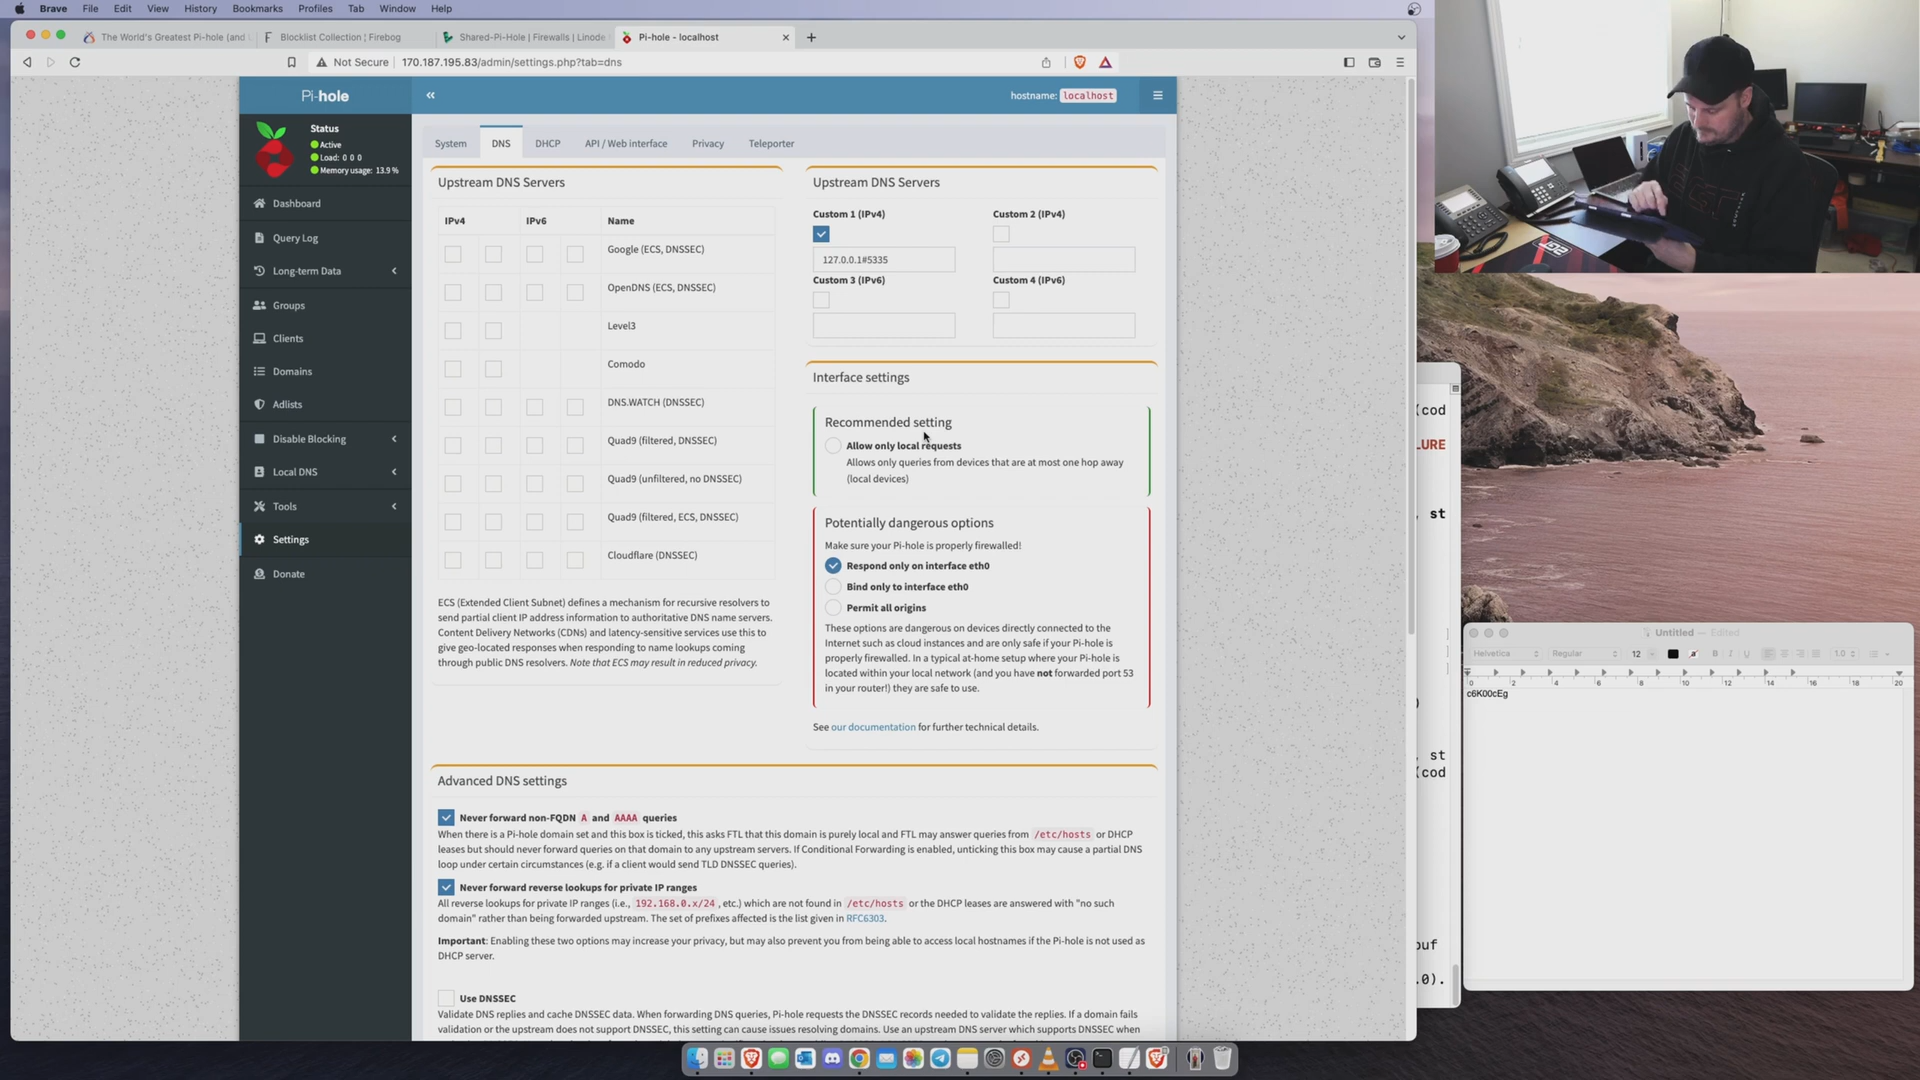 Brave File Edit View History Bookmarks Profiles Tab Window Help
The World's Greatest Pi-hole (and
Blocklist Collection | Firebog
Shared-Pi-Hole | Firewalls | Linode
Pi-hole - localhost
Not Secure 170.187.195.83/admin/settings.php?tab=dns
Pi-hole
hostname: localhost
Status
Active
Load: 0 0 0
Memory usage: 13.9 %
Dashboard
Query Log
Long-term Data
Groups
Clients
Domains
Adlists
Disable Blocking
Local DNS
Tools
Settings
Donate
System DNS DHCP API / Web interface Privacy Teleporter
Upstream DNS Servers
IPv4 IPv6 Name
Google (ECS, DNSSEC)
OpenDNS (ECS, DNSSEC)
Level3
Comodo
DNS.WATCH (DNSSEC)
Quad9 (filtered, DNSSEC)
Quad9 (unfiltered, no DNSSEC)
Quad9 (filtered, ECS, DNSSEC)
Cloudflare (DNSSEC)
ECS (Extended Client Subnet) defines a mechanism for recursive resolvers to
send partial client IP address information to authoritative DNS name servers.
Content Delivery Networks (CDNs) and latency-sensitive services use this to
give geo-located responses when responding to name lookups coming
through public DNS resolvers. Note that ECS may result in reduced privacy.
Upstream DNS Servers
Custom 1 (IPv4) Custom 2 (IPv4)
127.0.0.1#5335
Custom 3 (IPv6) Custom 4 (IPv6)
Interface settings
Recommended setting
Allow only local requests
Allows only queries from devices that are at most one hop away
(local devices)
Potentially dangerous options
Make sure your Pi-hole is properly firewalled!
Respond only on interface eth0
Bind only to interface eth0
Permit all origins
These options are dangerous on devices directly connected to the
Internet such as cloud instances and are only safe if your Pi-hole is
properly firewalled. In a typical at-home setup where your Pi-hole is
located within your local network (and you have not forwarded port 53
in your router!) they are safe to use.
See our documentation for further technical details.
Advanced DNS settings
Never forward non-FQDN A and AAAA queries
When there is a Pi-hole domain set and this box is ticked, this asks FTL that this domain is purely local and FTL may answer queries from /etc/hosts or DHCP
leases but should never forward queries on that domain to any upstream servers. If Conditional Forwarding is enabled, unticking this box may cause a partial DNS
loop under certain circumstances (e.g. if a client would send TLD DNSSEC queries).
Never forward reverse lookups for private IP ranges
All reverse lookups for private IP ranges (i.e., 192.168.0.x/24, etc.) which are not found in /etc/hosts or the DHCP leases are answered with "no such
domain" rather than being forwarded upstream. The set of prefixes affected is the list given in RFC6303.
Important: Enabling these two options may increase your privacy, but may also prevent you from being able to access local hostnames if the Pi-hole is not used as
DHCP server.
Use DNSSEC
Validate DNS replies and cache DNSSEC data. When forwarding DNS queries, Pi-hole requests the DNSSEC records needed to validate the replies. If a domain fails
validation or the upstream does not support DNSSEC, this setting can cause issues resolving domains. Use an upstream DNS server which supports DNSSEC when
(cod
LURE
, st
)
, st
(cod
ouf
.0).
Untitled — Edited
Helvetica Regular 12 B I U 1.0
0 2 4 6 8 10 12 14 16 18 20
c6K00cEg